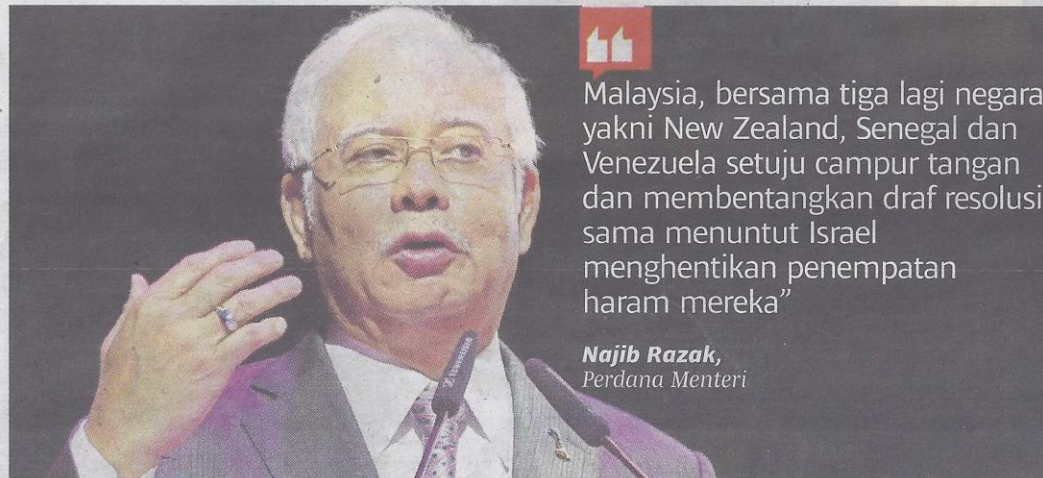 Malaysia, bersama tiga lagi negara
yakni New Zealand, Senegal dan
Venezuela setuju campur tangan
dan membentangkan draf resolusi
sama menuntut Israel
menghentikan penempatan
haram mereka”
Najib Razak,
Perdana Menteri